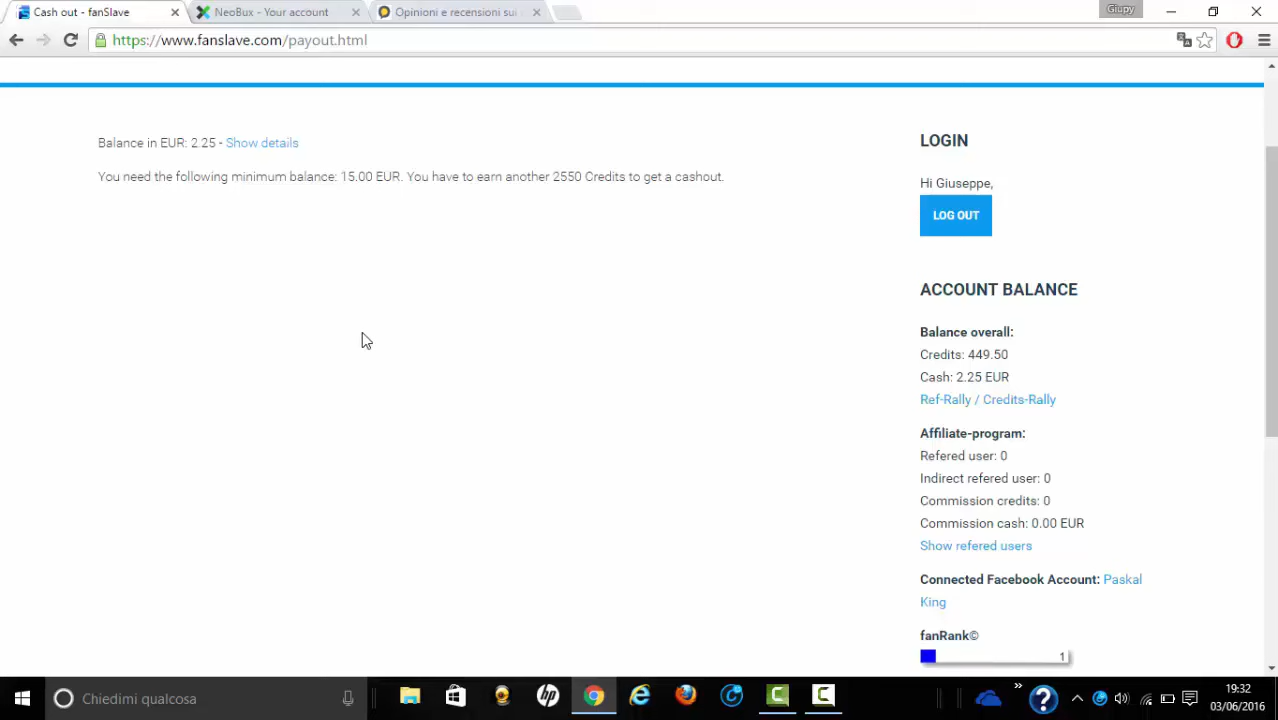 Cash out - fanSlave
NeoBux - Your account
Opinioni e recensioni sui
Giupy
https://www.fanslave.com/payout.html
Balance in EUR: 2.25 - Show details
You need the following minimum balance: 15.00 EUR. You have to earn another 2550 Credits to get a cashout.
LOGIN
Hi Giuseppe,
LOG OUT
ACCOUNT BALANCE
Balance overall:
Credits: 449.50
Cash: 2.25 EUR
Ref-Rally / Credits-Rally
Affiliate-program:
Refered user: 0
Indirect refered user: 0
Commission credits: 0
Commission cash: 0.00 EUR
Show refered users
Connected Facebook Account: Paskal
King
fanRank©
1
Chiedimi qualcosa
hp
19:32
03/06/2016